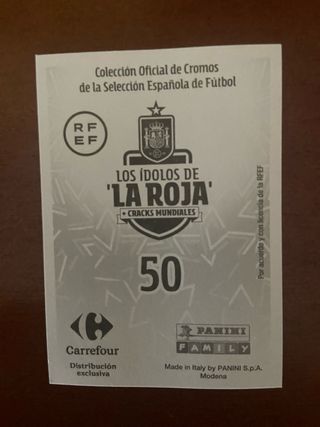 Colección Oficial de Cromos
de la Selección Española de Fútbol
RF
EF
LOS ÍDOLOS DE
'LA ROJA'
+ CRACKS MUNDIALES
50
Por acuerdo y con licencia de la RFEF
Carrefour
Distribución
exclusiva
PANINI
FAMILY
Made in Italy by PANINI S.p.A.
Modena